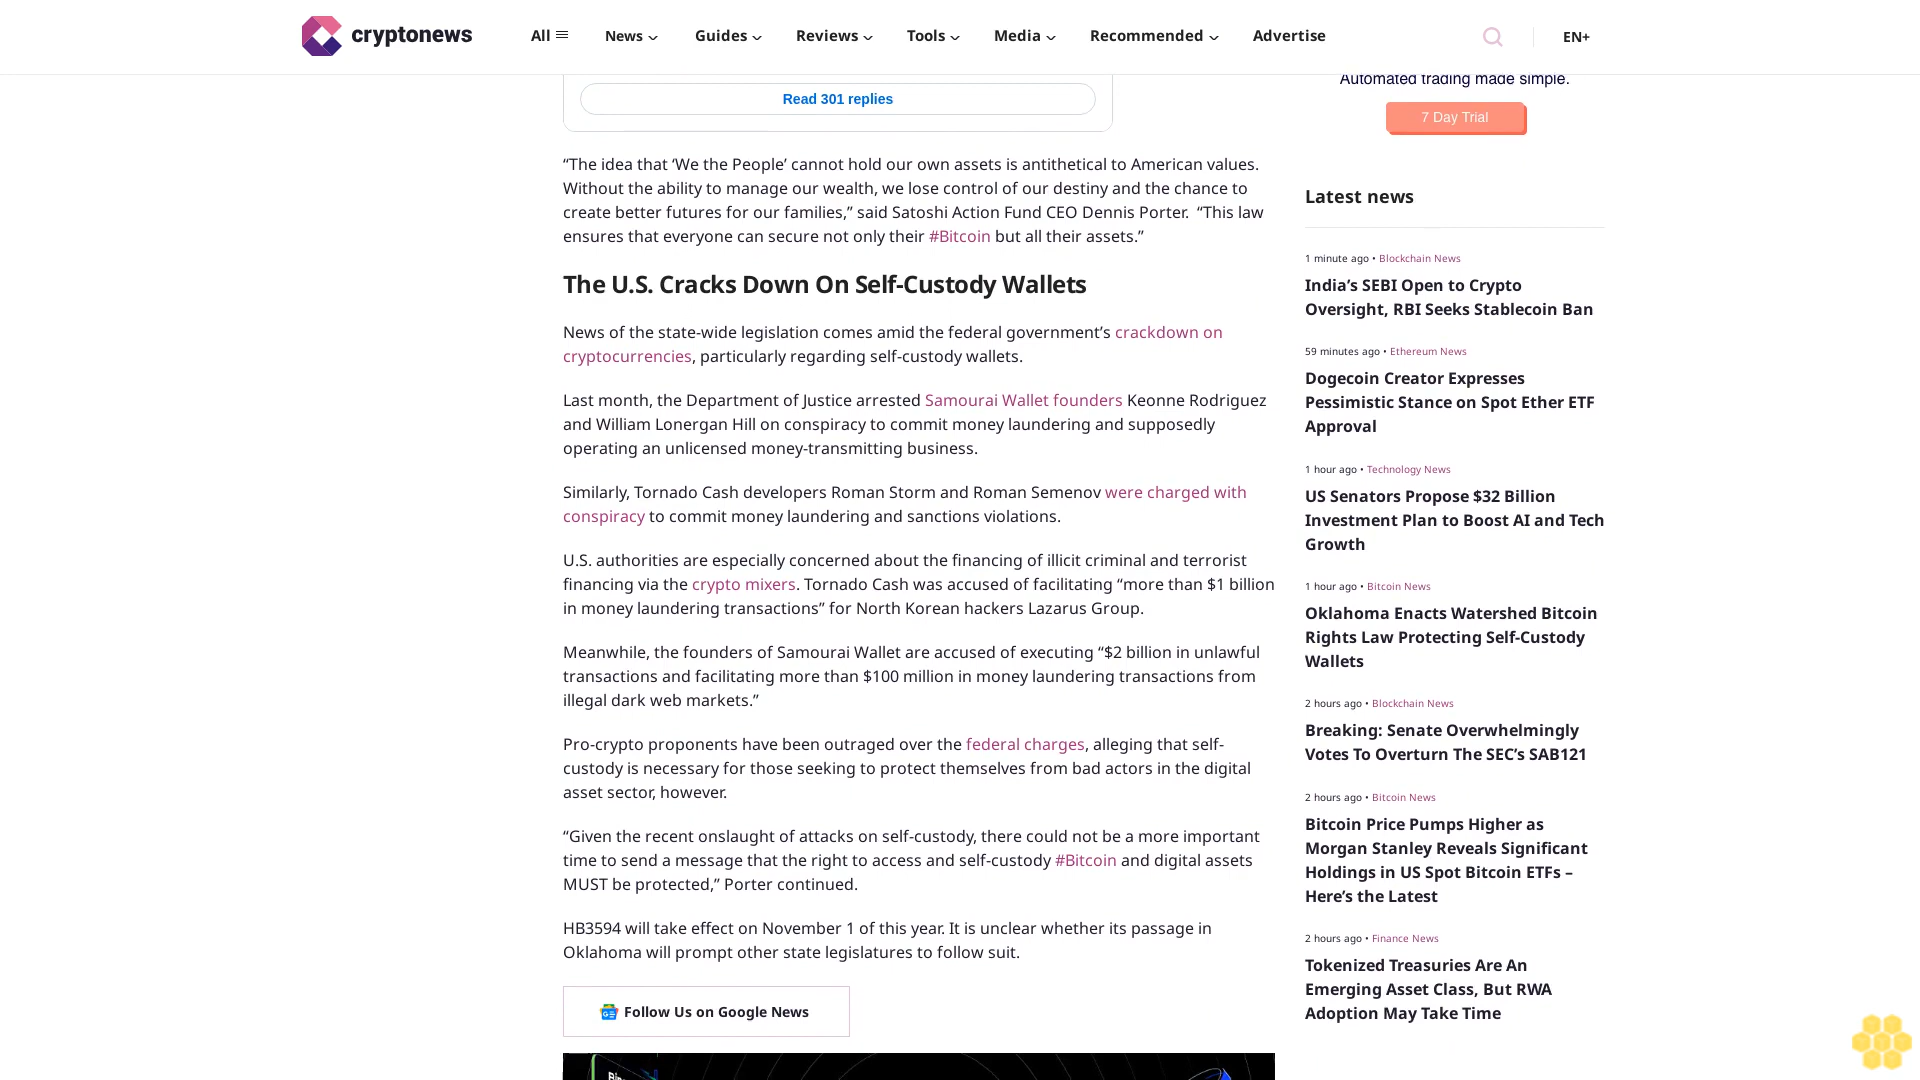 cryptonews
All
News
Guides
Reviews
Tools
Media
Recommended
Advertise
EN+
Read 301 replies
“The idea that ‘We the People’ cannot hold our own assets is antithetical to American values.
Without the ability to manage our wealth, we lose control of our destiny and the chance to
create better futures for our families,” said Satoshi Action Fund CEO Dennis Porter.  “This law
ensures that everyone can secure not only their #Bitcoin but all their assets.”
The U.S. Cracks Down On Self-Custody Wallets
News of the state-wide legislation comes amid the federal government’s crackdown on
cryptocurrencies, particularly regarding self-custody wallets.
Last month, the Department of Justice arrested Samourai Wallet founders Keonne Rodriguez
and William Lonergan Hill on conspiracy to commit money laundering and supposedly
operating an unlicensed money-transmitting business.
Similarly, Tornado Cash developers Roman Storm and Roman Semenov were charged with
conspiracy to commit money laundering and sanctions violations.
U.S. authorities are especially concerned about the financing of illicit criminal and terrorist
financing via the crypto mixers. Tornado Cash was accused of facilitating “more than $1 billion
in money laundering transactions” for North Korean hackers Lazarus Group.
Meanwhile, the founders of Samourai Wallet are accused of executing “$2 billion in unlawful
transactions and facilitating more than $100 million in money laundering transactions from
illegal dark web markets.”
Pro-crypto proponents have been outraged over the federal charges, alleging that self-
custody is necessary for those seeking to protect themselves from bad actors in the digital
asset sector, however.
“Given the recent onslaught of attacks on self-custody, there could not be a more important
time to send a message that the right to access and self-custody #Bitcoin and digital assets
MUST be protected,” Porter continued.
HB3594 will take effect on November 1 of this year. It is unclear whether its passage in
Oklahoma will prompt other state legislatures to follow suit.
Follow Us on Google News
Automated trading made simple.
7 Day Trial
Latest news
1 minute ago • Blockchain News
India’s SEBI Open to Crypto
Oversight, RBI Seeks Stablecoin Ban
59 minutes ago • Ethereum News
Dogecoin Creator Expresses
Pessimistic Stance on Spot Ether ETF
Approval
1 hour ago • Technology News
US Senators Propose $32 Billion
Investment Plan to Boost AI and Tech
Growth
1 hour ago • Bitcoin News
Oklahoma Enacts Watershed Bitcoin
Rights Law Protecting Self-Custody
Wallets
2 hours ago • Blockchain News
Breaking: Senate Overwhelmingly
Votes To Overturn The SEC’s SAB121
2 hours ago • Bitcoin News
Bitcoin Price Pumps Higher as
Morgan Stanley Reveals Significant
Holdings in US Spot Bitcoin ETFs –
Here’s the Latest
2 hours ago • Finance News
Tokenized Treasuries Are An
Emerging Asset Class, But RWA
Adoption May Take Time